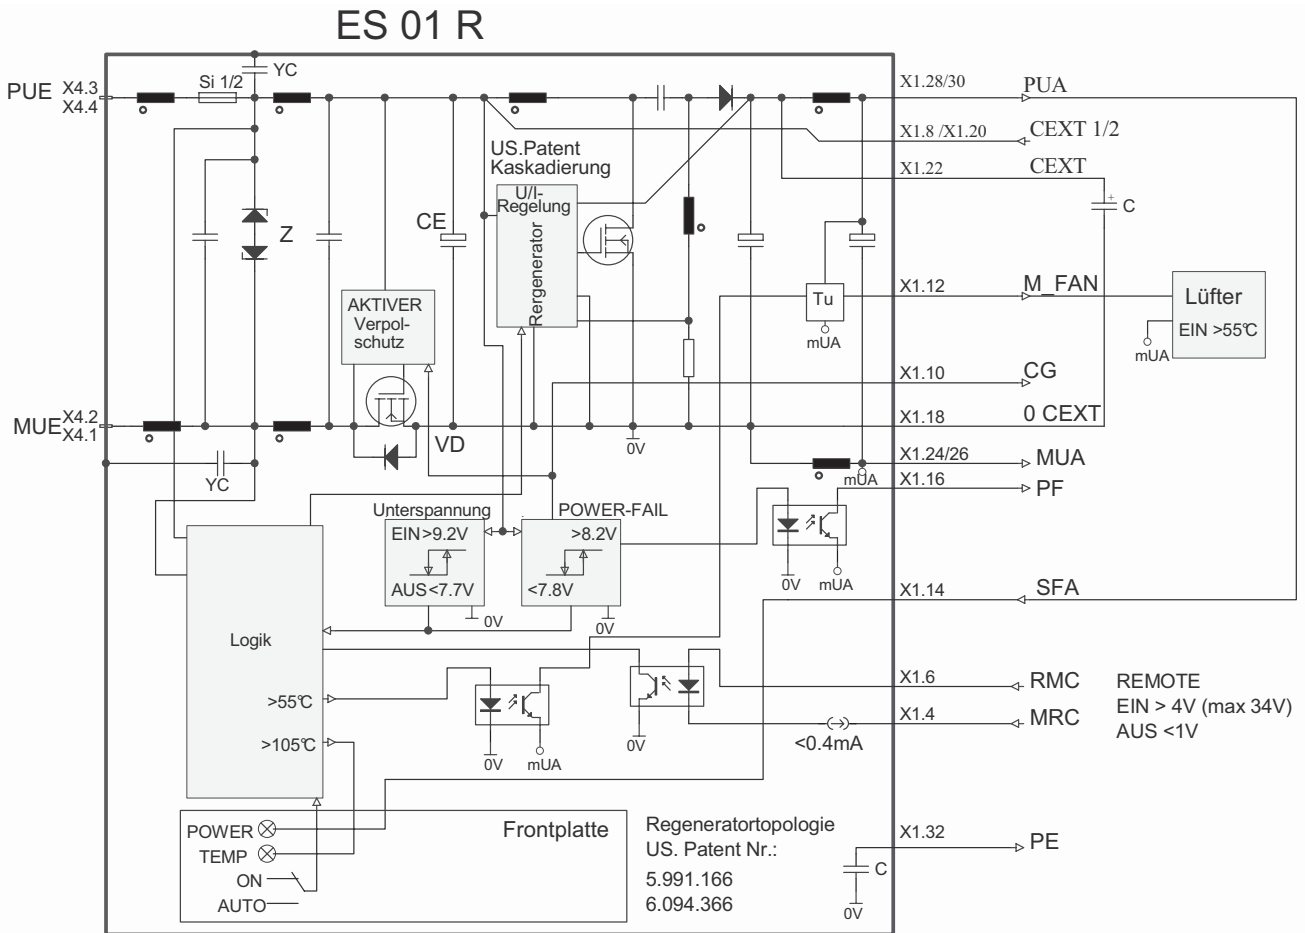 ES 01 R
PUE X4.3
X4.4
Si 1/2
YC
X1.28/30 PUA
X1.8 /X1.20 CEXT 1/2
X1.22 CEXT
US.Patent
Kaskadierung
U/I-
Regelung
Rergenerator
+
C
CE
Z
AKTIVER
Verpol-
schutz
Tu
mUA
X1.12 M_FAN
Lüfter
EIN >55°C
mUA
X1.10 CG
MUE X4.2
X4.1
VD
0V
X1.18 0 CEXT
X1.24/26 MUA
mUA
X1.16 PF
YC
Unterspannung
EIN>9.2V
AUS<7.7V
0V
POWER-FAIL
>8.2V
<7.8V
0V
0V mUA
X1.14 SFA
Logik
>55°C
>105°C
0V mUA
0V
<0.4mA
X1.6 RMC
X1.4 MRC
REMOTE
EIN > 4V (max 34V)
AUS <1V
Frontplatte
POWER
TEMP
ON
AUTO
Regeneratortopologie
US. Patent Nr.:
5.991.166
6.094.366
X1.32 PE
C
0V